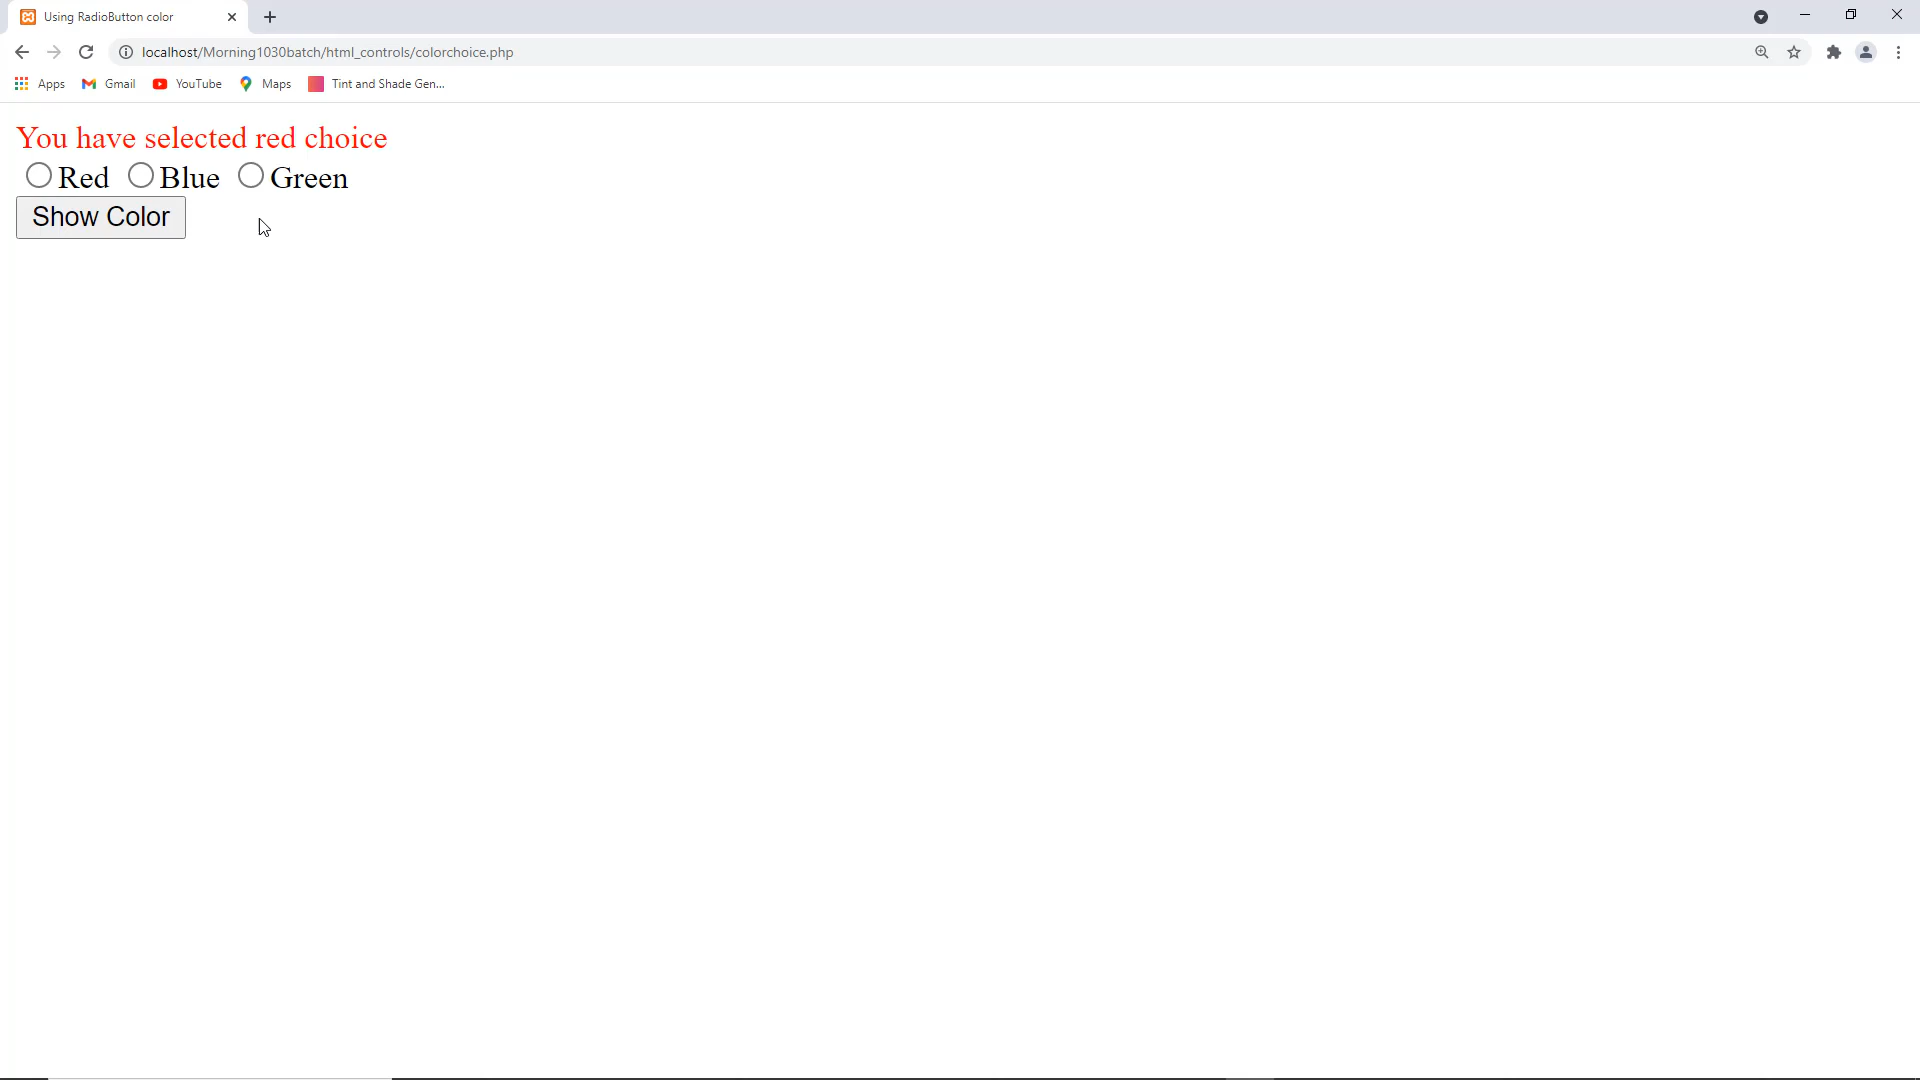 Using RadioButton color
localhost/Morning1030batch/html_controls/colorchoice.php
Apps Gmail YouTube Maps Tint and Shade Gen...
You have selected red choice
Red Blue Green
Show Color